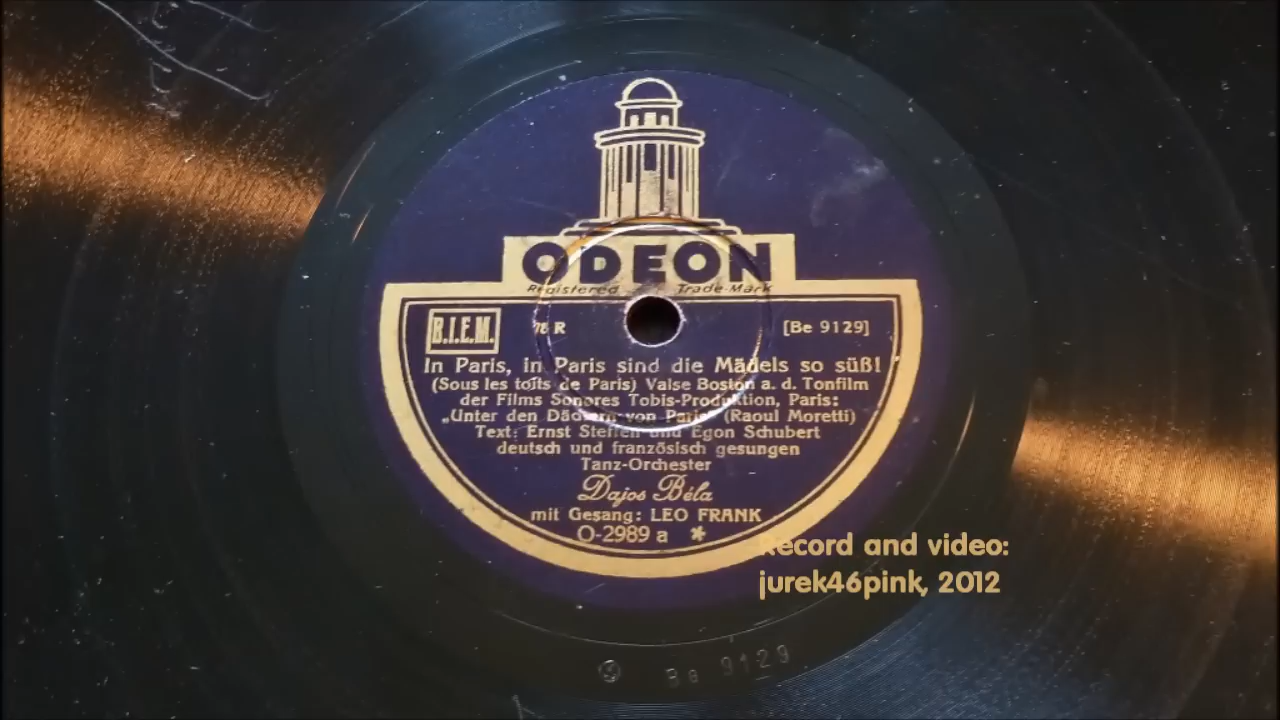 ODEON
Registered Trade-Mark
B.I.E.M. 78 R [Be 9129]
In Paris, in Paris sind die Mädels so süß!
(Sous les toits de Paris) Valse Boston a. d. Tonfilm
der Films Sonores Tobis-Produktion, Paris:
„Unter den Dächern von Paris" (Raoul Moretti)
Text: Ernst Steffen und Egon Schubert
deutsch und französisch gesungen
Tanz-Orchester
Dajos Béla
mit Gesang: LEO FRANK
O-2989 a *
Record and video:
jurek46pink, 2012
Be 9129